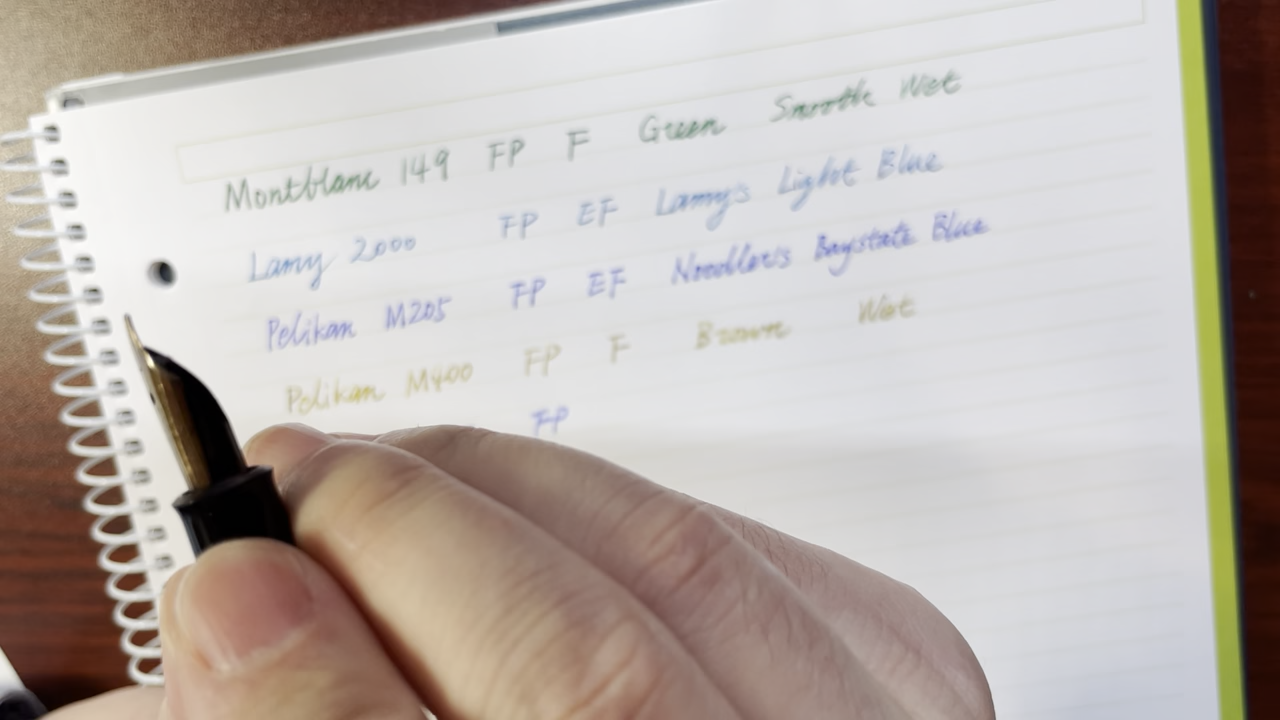 Montblanc 149 FP F Green Smooth Wet
Lamy 2000 FP EF Lamy's Light Blue
Pelikan M205 FP EF Noodler's Baystate Blue
Pelikan M400 FP F Brown Wet
FP